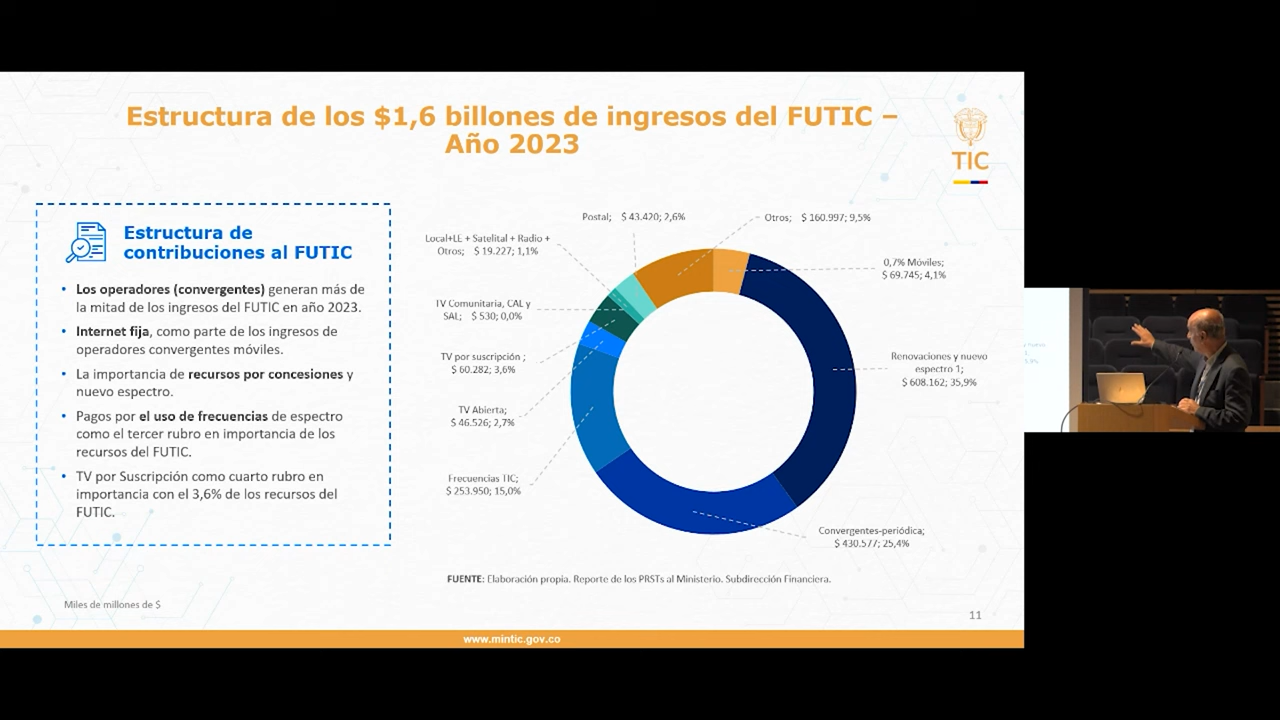 Estructura de los $1,6 billones de ingresos del FUTIC –
Año 2023
TIC
Estructura de
contribuciones al FUTIC
• Los operadores (convergentes) generan más de
la mitad de los ingresos del FUTIC en año 2023.
• Internet fija, como parte de los ingresos de
operadores convergentes móviles.
• La importancia de recursos por concesiones y
nuevo espectro.
• Pagos por el uso de frecuencias de espectro
como el tercer rubro en importancia de los
recursos del FUTIC.
• TV por Suscripción como cuarto rubro en
importancia con el 3,6% de los recursos del
FUTIC.
Postal; $ 43.420; 2,6%
Otros; $ 160.997; 9,5%
Local+LE + Satelital + Radio +
Otros; $ 19.227; 1,1%
0,7% Móviles;
$ 69.745; 4,1%
TV Comunitaria, CAL y
SAL; $ 530; 0,0%
TV por suscripción ;
$ 60.282; 3,6%
Renovaciones y nuevo
espectro 1;
$ 608.162; 35,9%
TV Abierta;
$ 46.526; 2,7%
Frecuencias TIC;
$ 253.950; 15,0%
Convergentes-periódica;
$ 430.577; 25,4%
FUENTE: Elaboración propia. Reporte de los PRSTs al Ministerio. Subdirección Financiera.
Miles de millones de $
11
www.mintic.gov.co